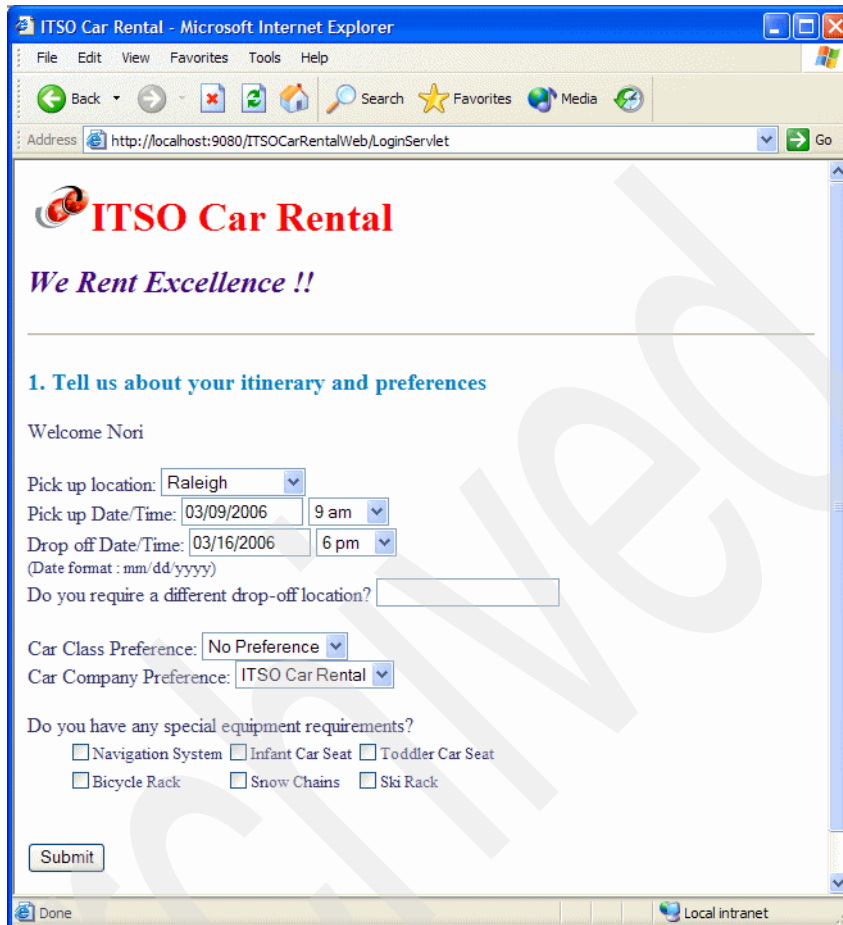 ITSO Car Rental - Microsoft Internet Explorer
File Edit View Favorites Tools Help
Back Search Favorites Media
Address http://localhost:9080/ITSOCarRentalWeb/LoginServlet Go
ITSO Car Rental
We Rent Excellence !!
1. Tell us about your itinerary and preferences
Welcome Nori
Pick up location: Raleigh
Pick up Date/Time: 03/09/2006 9 am
Drop off Date/Time: 03/16/2006 6 pm
(Date format : mm/dd/yyyy)
Do you require a different drop-off location?
Car Class Preference: No Preference
Car Company Preference: ITSO Car Rental
Do you have any special equipment requirements?
Navigation System Infant Car Seat Toddler Car Seat
Bicycle Rack Snow Chains Ski Rack
Submit
Done Local intranet